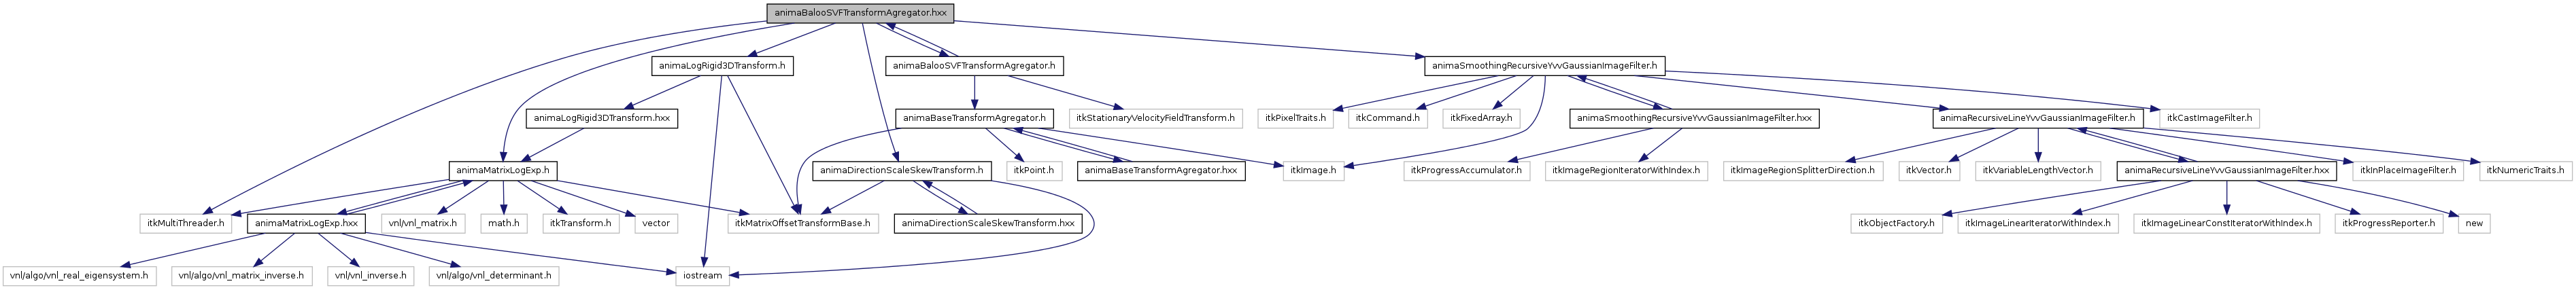 animaBalooSVFTransformAgregator.hxx
animaLogRigid3DTransform.h
animaBalooSVFTransformAgregator.h
animaSmoothingRecursiveYvvGaussianImageFilter.h
animaLogRigid3DTransform.hxx
animaBaseTransformAgregator.h
itkStationaryVelocityFieldTransform.h
itkPixelTraits.h
itkCommand.h
itkFixedArray.h
animaSmoothingRecursiveYvvGaussianImageFilter.hxx
animaRecursiveLineYvvGaussianImageFilter.h
itkCastImageFilter.h
animaMatrixLogExp.h
animaDirectionScaleSkewTransform.h
itkPoint.h
animaBaseTransformAgregator.hxx
itkImage.h
itkProgressAccumulator.h
itkImageRegionIteratorWithIndex.h
itkImageRegionSplitterDirection.h
itkVector.h
itkVariableLengthVector.h
animaRecursiveLineYvvGaussianImageFilter.hxx
itkInPlaceImageFilter.h
itkNumericTraits.h
itkMultiThreader.h
animaMatrixLogExp.hxx
vnl/vnl_matrix.h
math.h
itkTransform.h
vector
itkMatrixOffsetTransformBase.h
animaDirectionScaleSkewTransform.hxx
itkObjectFactory.h
itkImageLinearIteratorWithIndex.h
itkImageLinearConstIteratorWithIndex.h
itkProgressReporter.h
new
vnl/algo/vnl_real_eigensystem.h
vnl/algo/vnl_matrix_inverse.h
vnl/vnl_inverse.h
vnl/algo/vnl_determinant.h
iostream